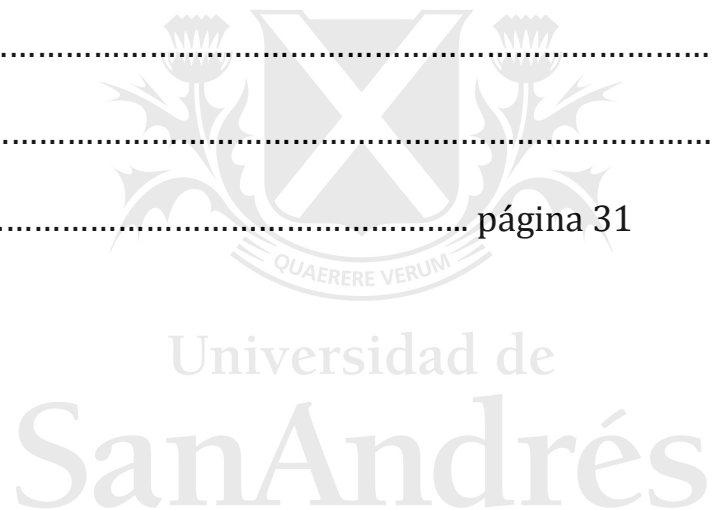 ................................................................................
................................................................................
..................................................... página 31
QUAERERE VERUM
Universidad de
SanAndrés